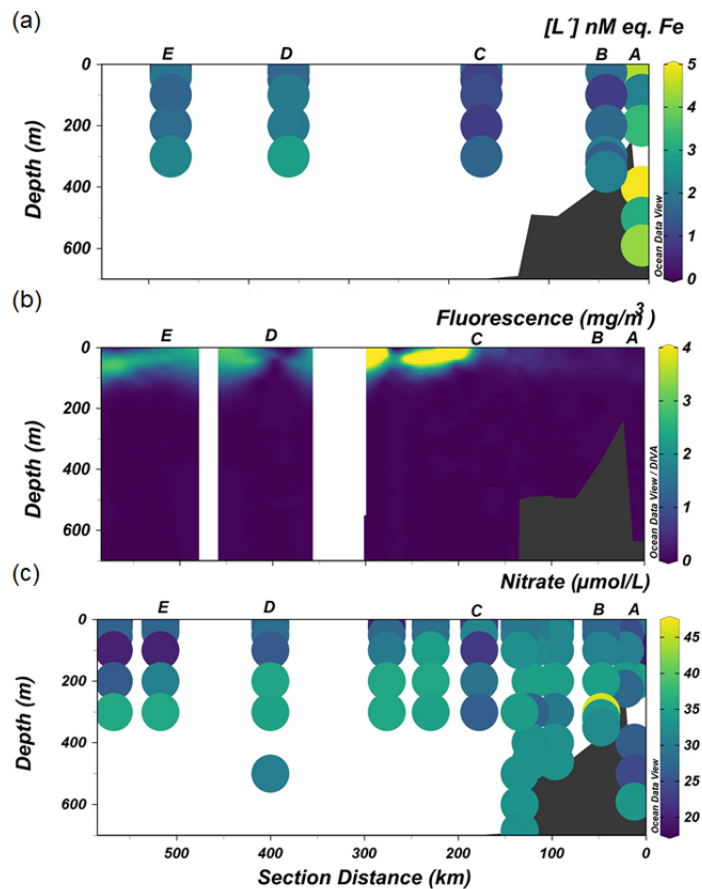 (a)
[L´] nM eq. Fe
E D C B A
0
200
400
600
Depth (m)
5
4
3
2
1
0
Ocean Data View
(b)
Fluorescence (mg/m³)
E D C B A
0
200
400
600
Depth (m)
4
3
2
1
0
Ocean Data View / DIVA
(c)
Nitrate (µmol/L)
E D C B A
0
200
400
600
Depth (m)
45
40
35
30
25
20
Ocean Data View
500 400 300 200 100 0
Section Distance (km)